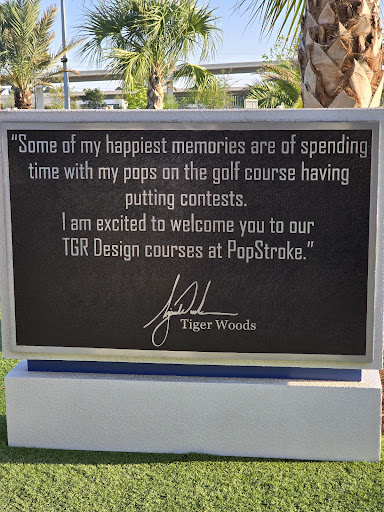 "Some of my happiest memories are of spending
time with my pops on the golf course having
putting contests.
I am excited to welcome you to our
TGR Design courses at PopStroke."
Tiger Woods